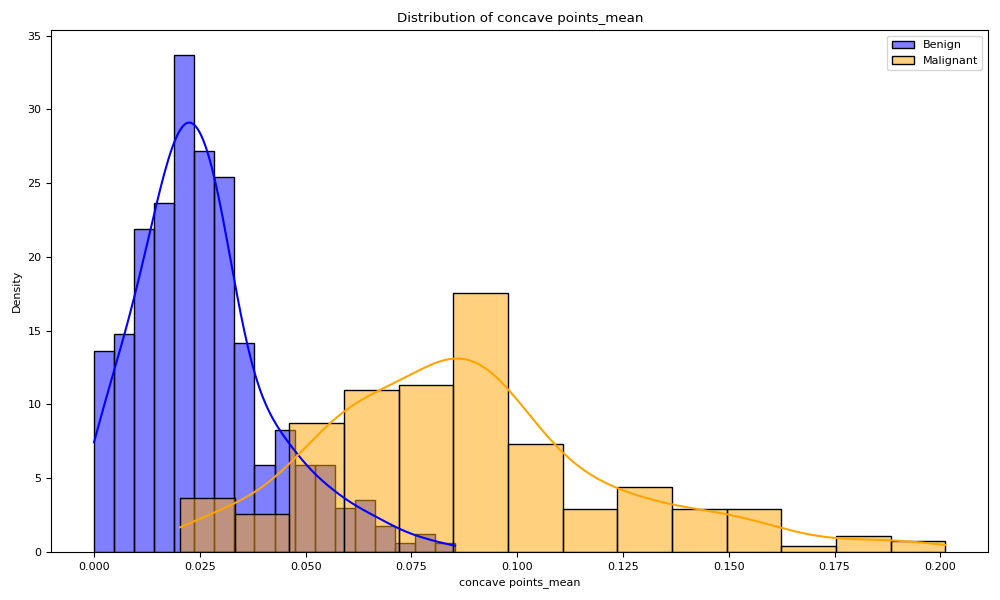 Distribution of concave points_mean
Benign
Malignant
Density
35
30
25
20
15
10
5
0
0.000 0.025 0.050 0.075 0.100 0.125 0.150 0.175 0.200
concave points_mean